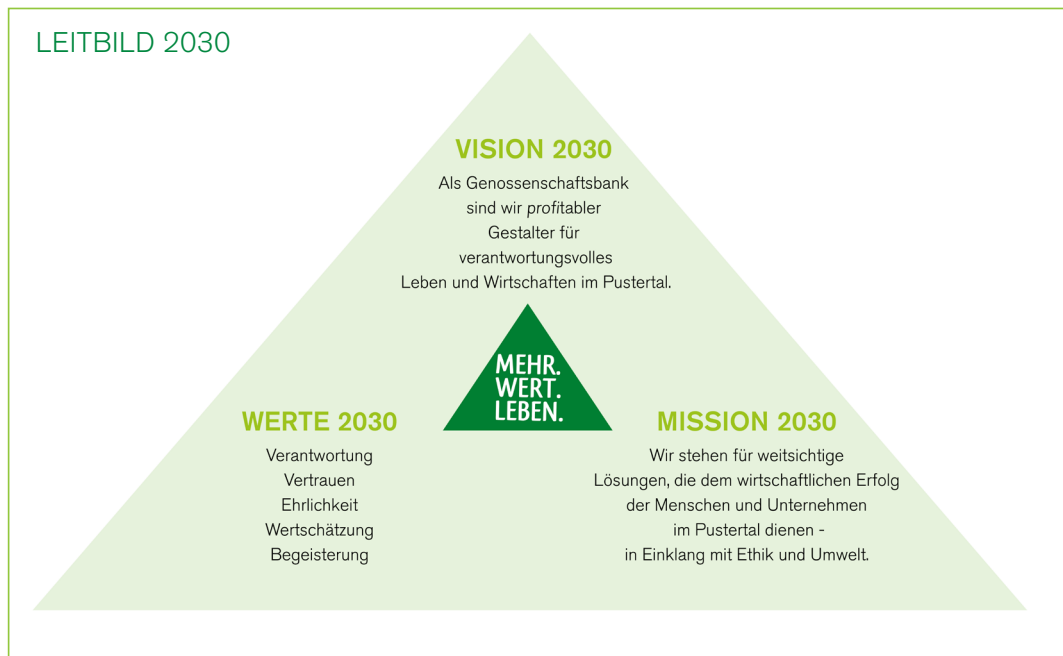 LEITBILD 2030
VISION 2030
Als Genossenschaftsbank
sind wir profitabler
Gestalter für
verantwortungsvolles
Leben und Wirtschaften im Pustertal.
MEHR.
WERT.
LEBEN.
WERTE 2030
Verantwortung
Vertrauen
Ehrlichkeit
Wertschätzung
Begeisterung
MISSION 2030
Wir stehen für weitsichtige
Lösungen, die dem wirtschaftlichen Erfolg
der Menschen und Unternehmen
im Pustertal dienen -
in Einklang mit Ethik und Umwelt.